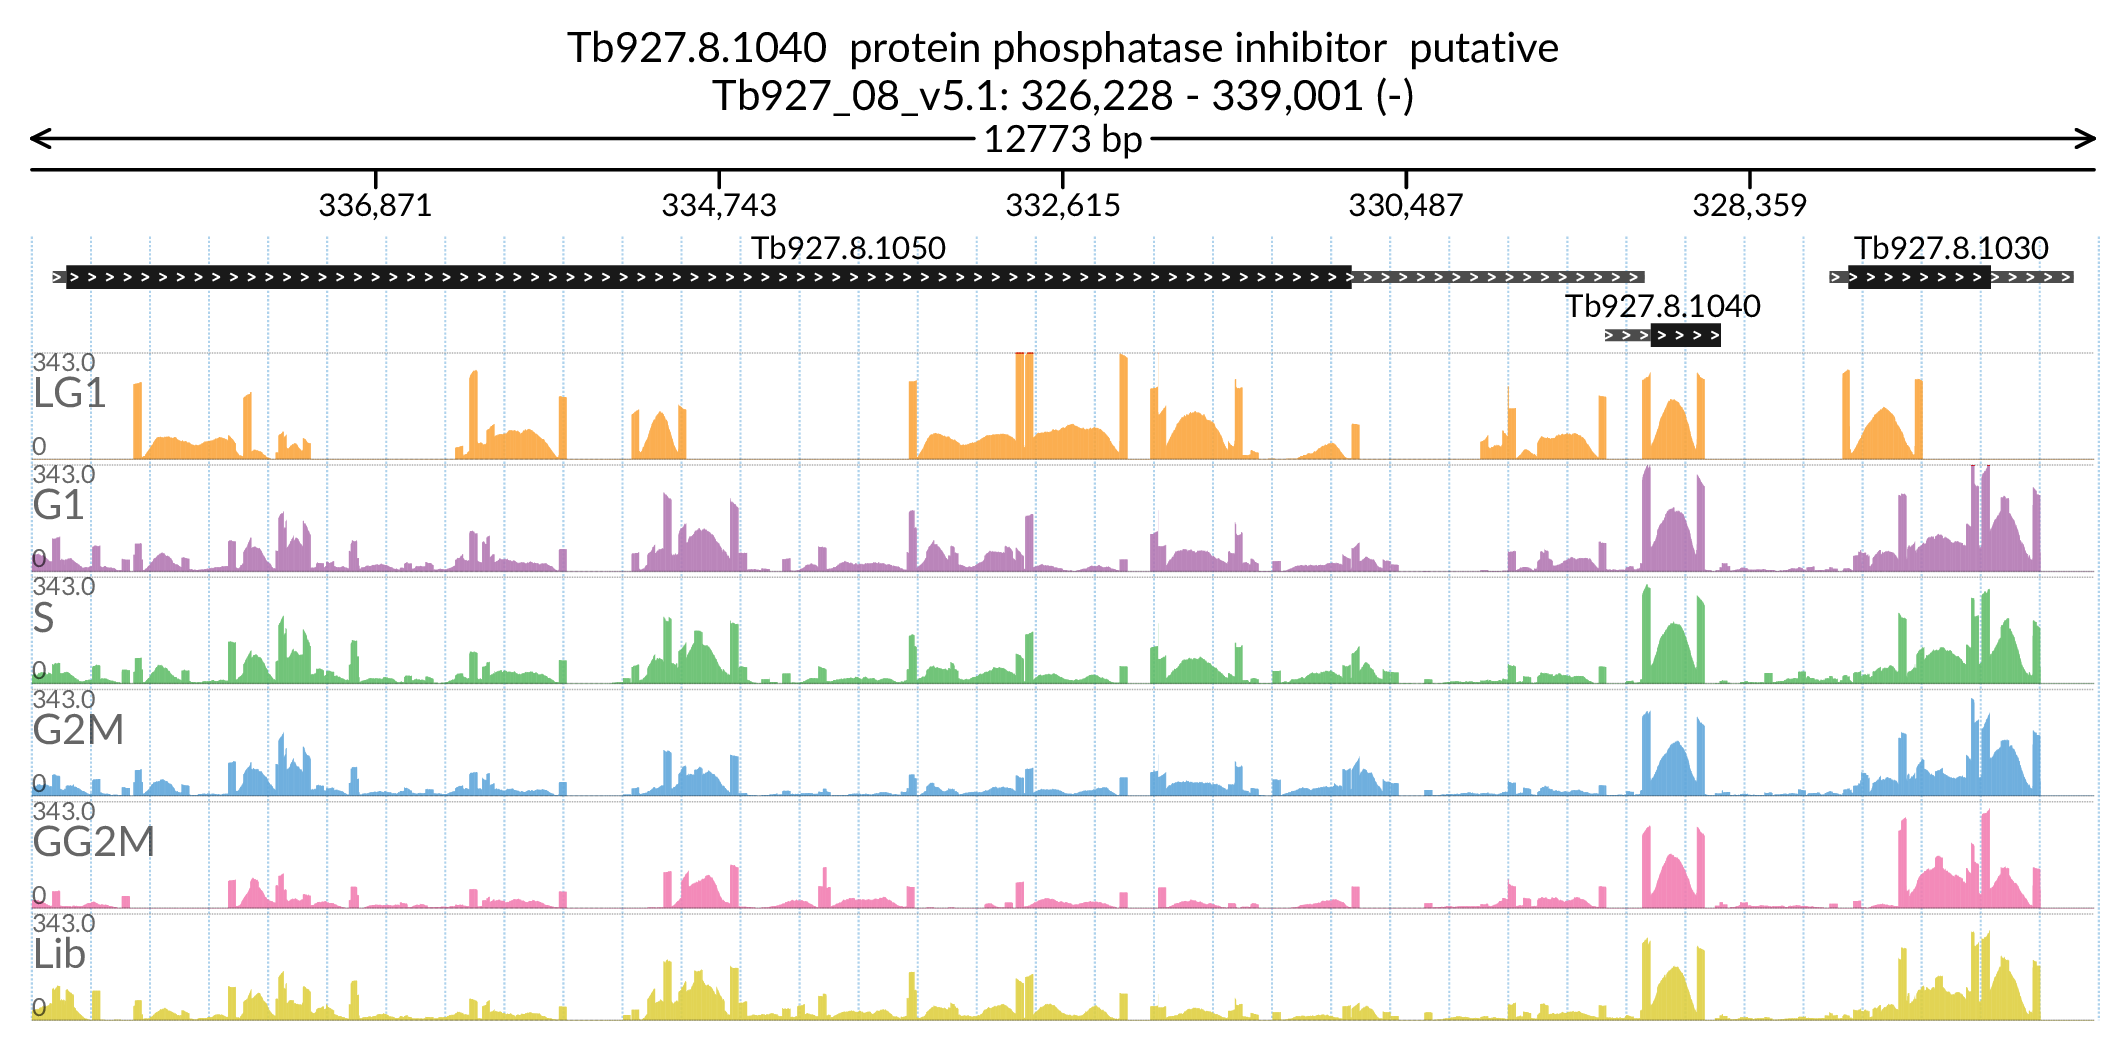 Tb927.8.1040  protein phosphatase inhibitor  putative
Tb927_08_v5.1: 326,228 - 339,001 (-)
12773 bp
336,871 334,743 332,615 330,487 328,359
Tb927.8.1050 Tb927.8.1030
Tb927.8.1040
343.0
LG1
0
343.0
G1
0
343.0
S
0
343.0
G2M
0
343.0
GG2M
0
343.0
Lib
0